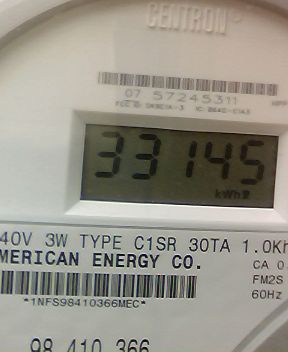 CENTRON
07 57245311
33145
kWh
40V 3W TYPE C1SR 30TA 1.0Kh
MERICAN ENERGY CO.
CA 0.
FM2S
*1NFS98410366MEC*
60Hz
98 410 366